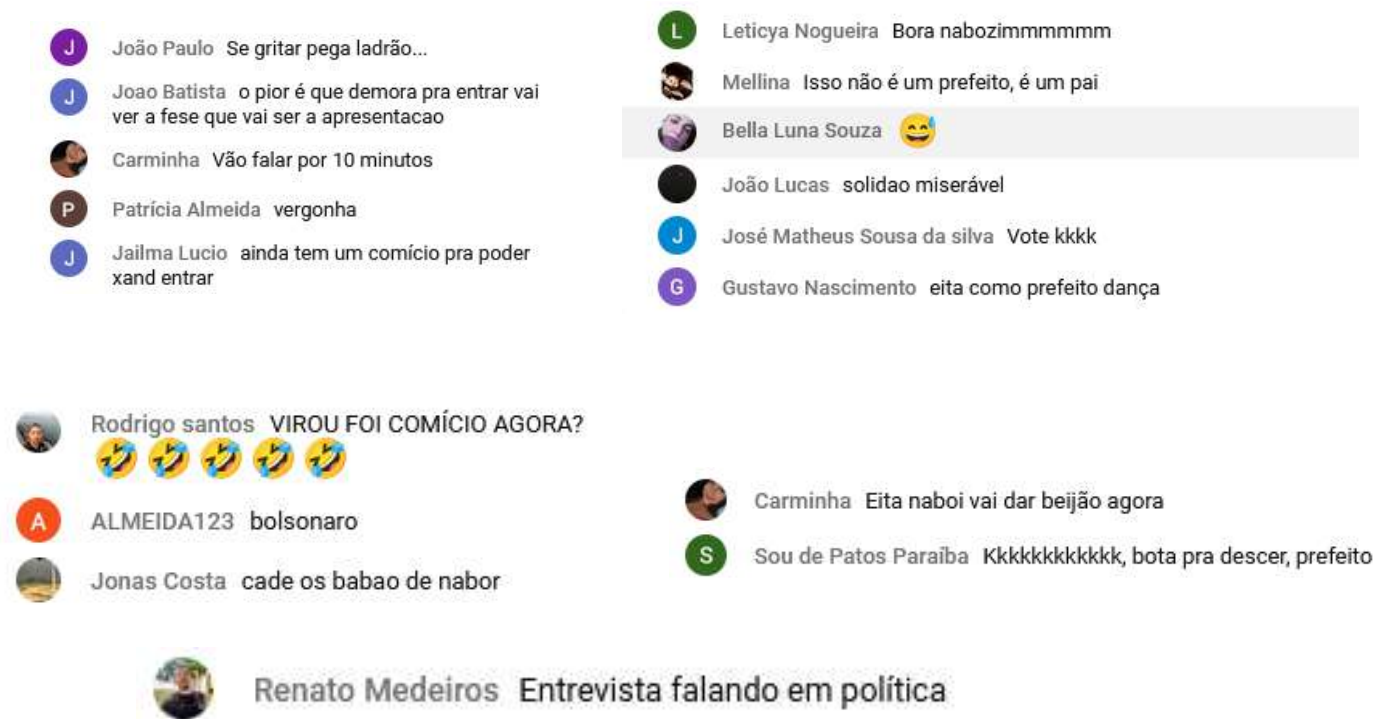 J João Paulo Se gritar pega ladrão...
J Joao Batista o pior é que demora pra entrar vai
ver a fese que vai ser a apresentacao
Carminha Vão falar por 10 minutos
P Patrícia Almeida vergonha
J Jailma Lucio ainda tem um comício pra poder
xand entrar
L Leticya Nogueira Bora nabozimmmmmm
Mellina Isso não é um prefeito, é um pai
Bella Luna Souza 😅
João Lucas solidao miserável
J José Matheus Sousa da silva Vote kkkk
G Gustavo Nascimento eita como prefeito dança
Rodrigo santos VIROU FOI COMÍCIO AGORA?
🤣🤣🤣🤣🤣
A ALMEIDA123 bolsonaro
Jonas Costa cade os babao de nabor
Carminha Eita naboi vai dar beijão agora
S Sou de Patos Paraíba Kkkkkkkkkkkk, bota pra descer, prefeito
Renato Medeiros Entrevista falando em política